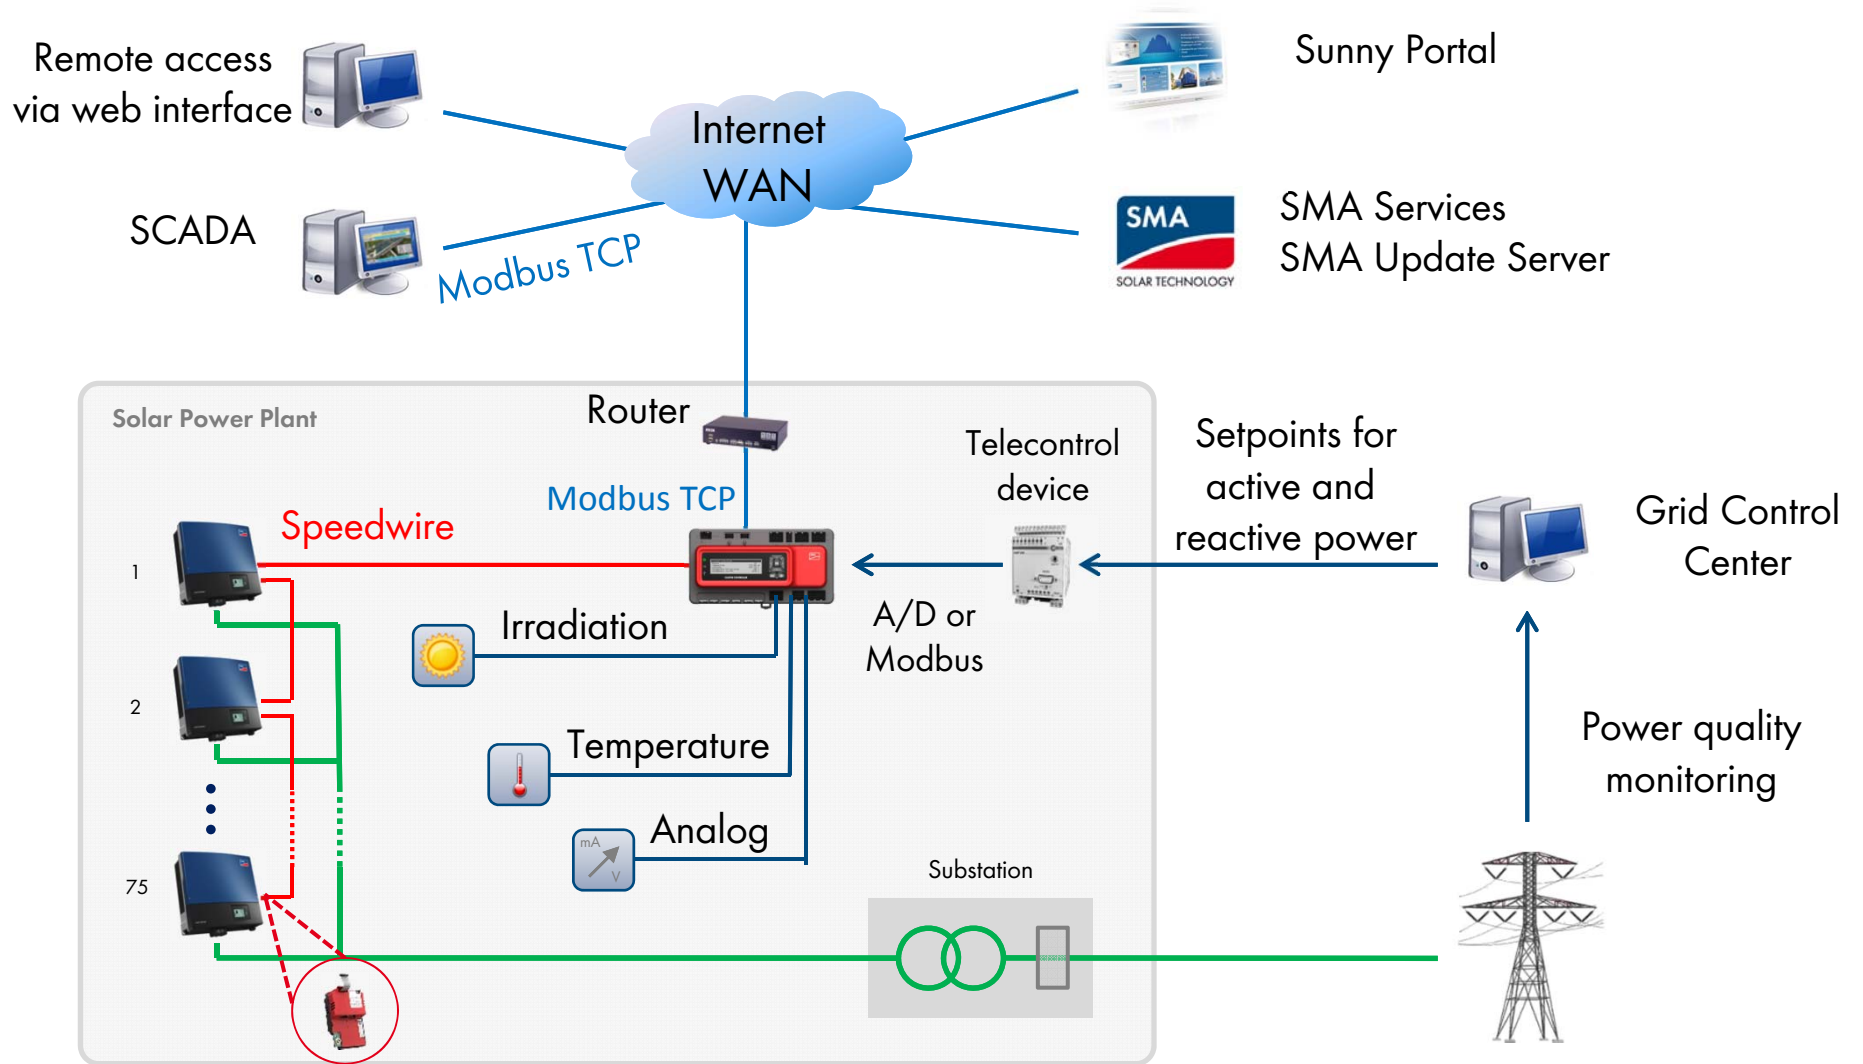 Remote access
via web interface
Internet
WAN
Sunny Portal
SCADA
Modbus TCP
SMA
SOLAR TECHNOLOGY
SMA Services
SMA Update Server
Solar Power Plant
Router
Modbus TCP
Speedwire
Telecontrol
device
Setpoints for
active and
reactive power
Grid Control
Center
1
A/D or
Modbus
Irradiation
2
Temperature
Power quality
monitoring
Analog
mA
V
75
Substation